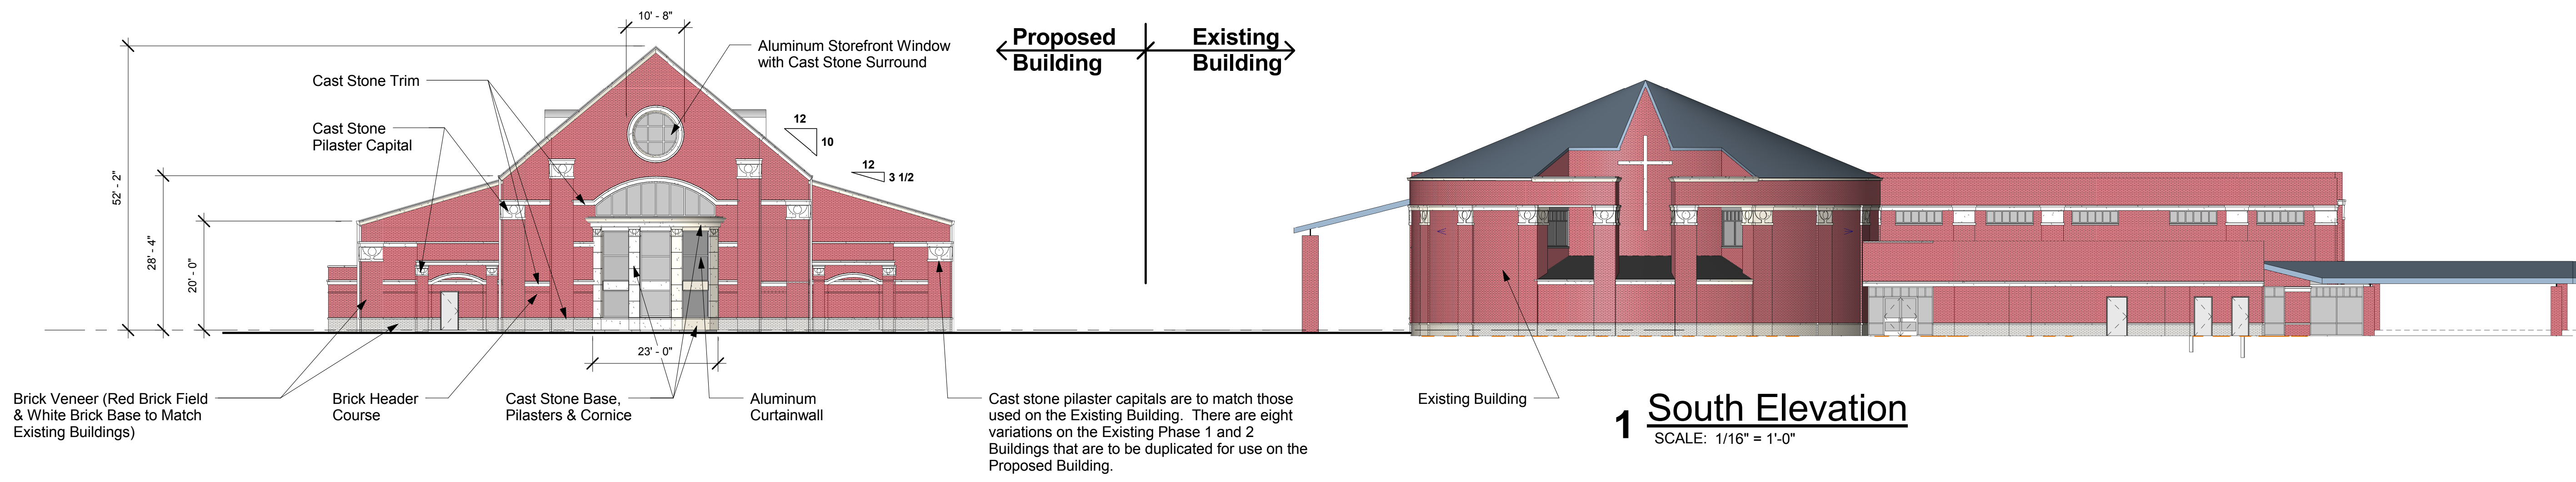 10' - 8"
Aluminum Storefront Window
with Cast Stone Surround
Proposed
Building
Existing
Building
Cast Stone Trim
Cast Stone
Pilaster Capital
12
10
12
3 1/2
52' - 2"
28' - 4"
20' - 0"
23' - 0"
Brick Veneer (Red Brick Field
& White Brick Base to Match
Existing Buildings)
Brick Header
Course
Cast Stone Base,
Pilasters & Cornice
Aluminum
Curtainwall
Cast stone pilaster capitals are to match those
used on the Existing Building. There are eight
variations on the Existing Phase 1 and 2
Buildings that are to be duplicated for use on the
Proposed Building.
Existing Building
1 South Elevation
SCALE: 1/16" = 1'-0"